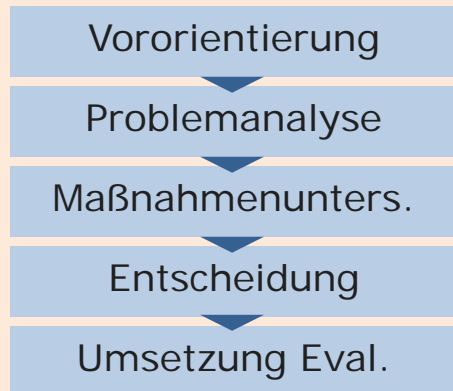 Vororientierung
Problemanalyse
Maßnahmenunters.
Entscheidung
Umsetzung Eval.